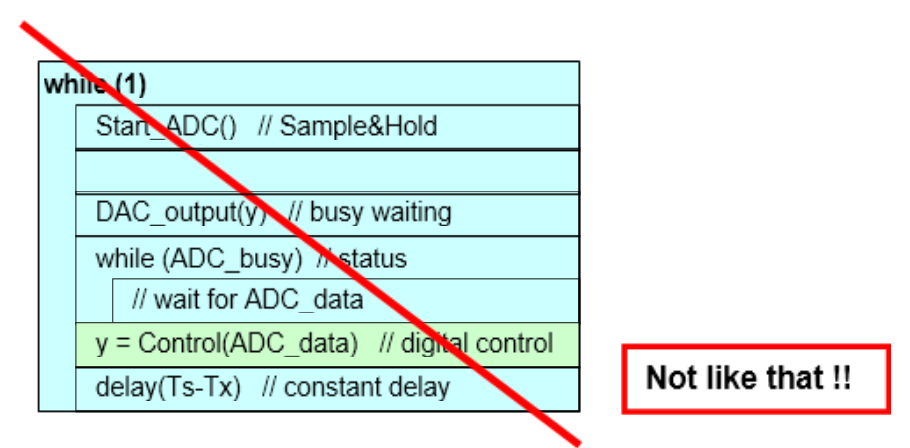 while (1)
Start_ADC() // Sample&Hold
DAC_output(y) // busy waiting
while (ADC_busy) // status
// wait for ADC_data
y = Control(ADC_data) // digital control
delay(Ts-Tx) // constant delay
Not like that !!